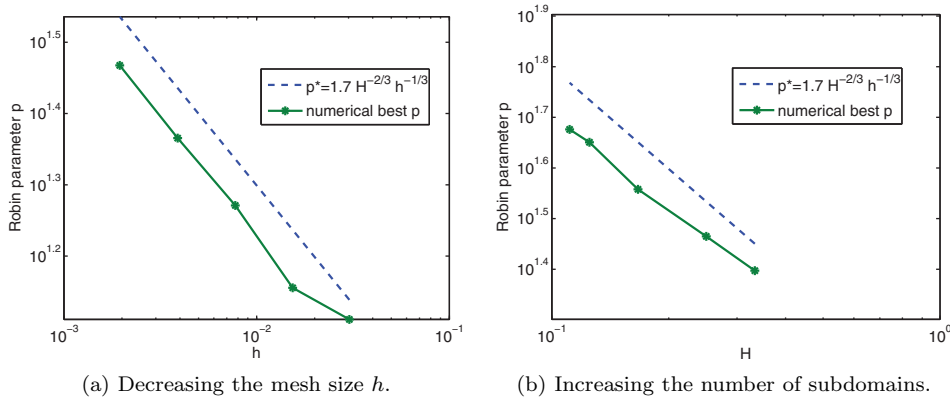 10^1.5
10^1.4
10^1.3
10^1.2
Robin parameter p
p*=1.7 H^−2/3 h^−1/3
numerical best p
10^−3
10^−2
10^−1
h
(a) Decreasing the mesh size h.
10^1.9
10^1.8
10^1.7
10^1.6
10^1.5
10^1.4
Robin parameter p
p*=1.7 H^−2/3 h^−1/3
numerical best p
10^−1
10^0
H
(b) Increasing the number of subdomains.